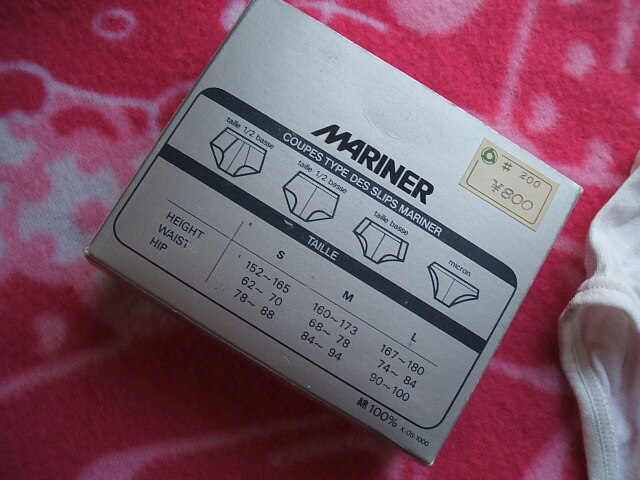 MARINER
# 200
¥800
COUPES TYPE DES SLIPS MARINER
taille 1/2 basse
taille 1/2 basse
taille basse
micron
TAILLE
S M L
HEIGHT 152~165 160~173 167~180
WAIST 62~ 70 68~ 78 74~ 84
HIP 78~ 88 84~ 94 90~100
綿100% K-DS 1000